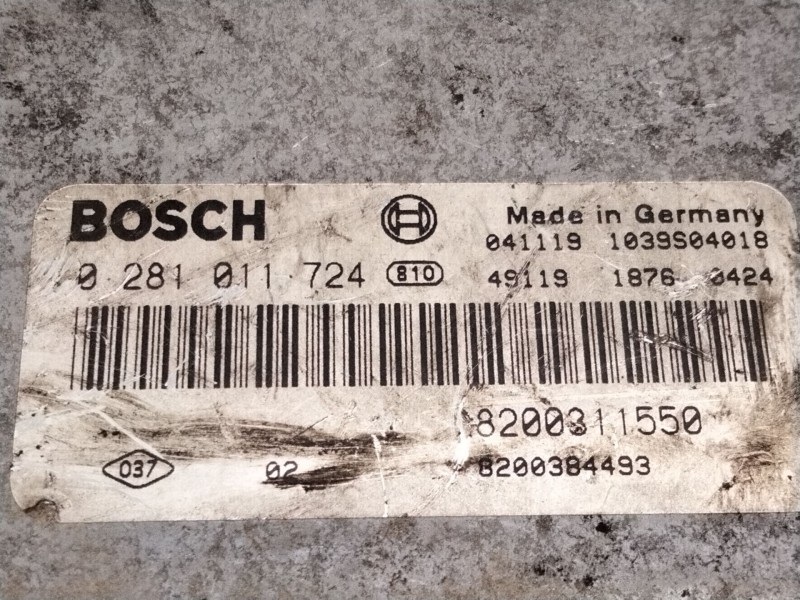 BOSCH
Made in Germany
041119 1039S04018
0 281 011 724 810
49119 1876 0424
8200311550
037 02 8200384493